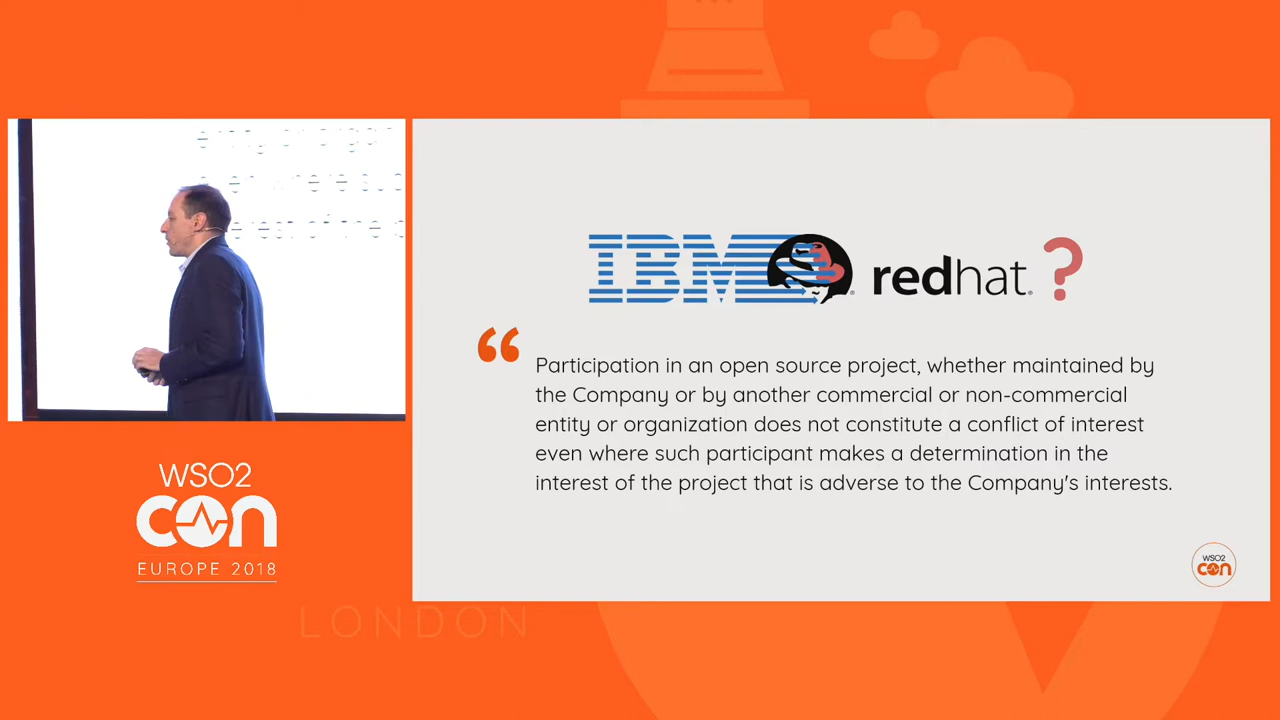 IBM redhat. ?
“
Participation in an open source project, whether maintained by
the Company or by another commercial or non-commercial
entity or organization does not constitute a conflict of interest
even where such participant makes a determination in the
interest of the project that is adverse to the Company's interests.
WSO2
con
EUROPE 2018
LONDON
WSO2
con